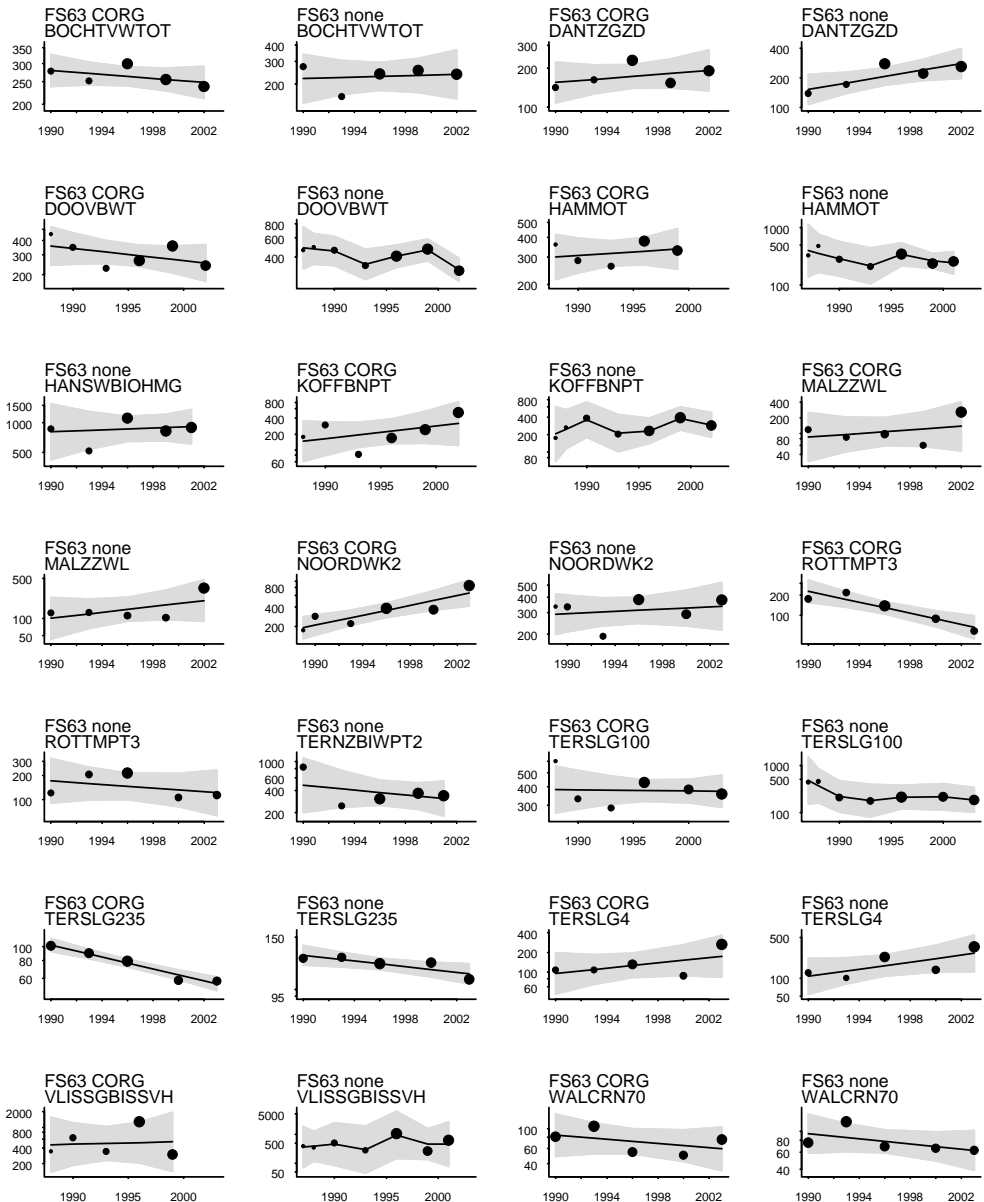 FS63 CORG
BOCHTVWTOT
350
300
250
200
1990 1994 1998 2002
FS63 none
BOCHTVWTOT
400
200
1990 1994 1998 2002
FS63 CORG
DANTZGZD
300
200
100
1990 1994 1998 2002
FS63 none
DANTZGZD
400
200
100
1990 1994 1998 2002
FS63 CORG
DOOVBWT
400
300
200
1990 1995 2000
FS63 none
DOOVBWT
800
600
400
1990 1995 2000
FS63 CORG
HAMMOT
500
400
300
200
1990 1995 2000
FS63 none
HAMMOT
1000
500
100
1990 1995 2000
FS63 none
HANSWBIOHMG
1500
1000
500
1990 1994 1998 2002
FS63 CORG
KOFFBNPT
800
400
200
60
1990 1995 2000
FS63 none
KOFFBNPT
800
400
200
80
1990 1995 2000
FS63 CORG
MALZZWL
400
200
80
40
1990 1994 1998 2002
FS63 none
MALZZWL
500
100
50
1990 1994 1998 2002
FS63 CORG
NOORDWK2
800
400
200
1990 1995 2000
FS63 none
NOORDWK2
500
400
300
200
1990 1995 2000
FS63 CORG
ROTTMPT3
200
100
1990 1994 1998 2002
FS63 none
ROTTMPT3
300
200
100
1990 1994 1998 2002
FS63 none
TERNZBIWPT2
1000
400
200
1990 1994 1998 2002
FS63 CORG
TERSLG100
500
400
300
1990 1995 2000
FS63 none
TERSLG100
1000
500
100
1990 1995 2000
FS63 CORG
TERSLG235
100
80
60
1990 1994 1998 2002
FS63 none
TERSLG235
150
95
1990 1994 1998 2002
FS63 CORG
TERSLG4
400
200
100
60
1990 1994 1998 2002
FS63 none
TERSLG4
500
100
50
1990 1994 1998 2002
FS63 CORG
VLISSGBISSVH
2000
800
400
200
1990 1995 2000
FS63 none
VLISSGBISSVH
5000
500
50
1990 1995 2000
FS63 CORG
WALCRN70
100
60
40
1990 1994 1998 2002
FS63 none
WALCRN70
80
60
40
1990 1994 1998 2002